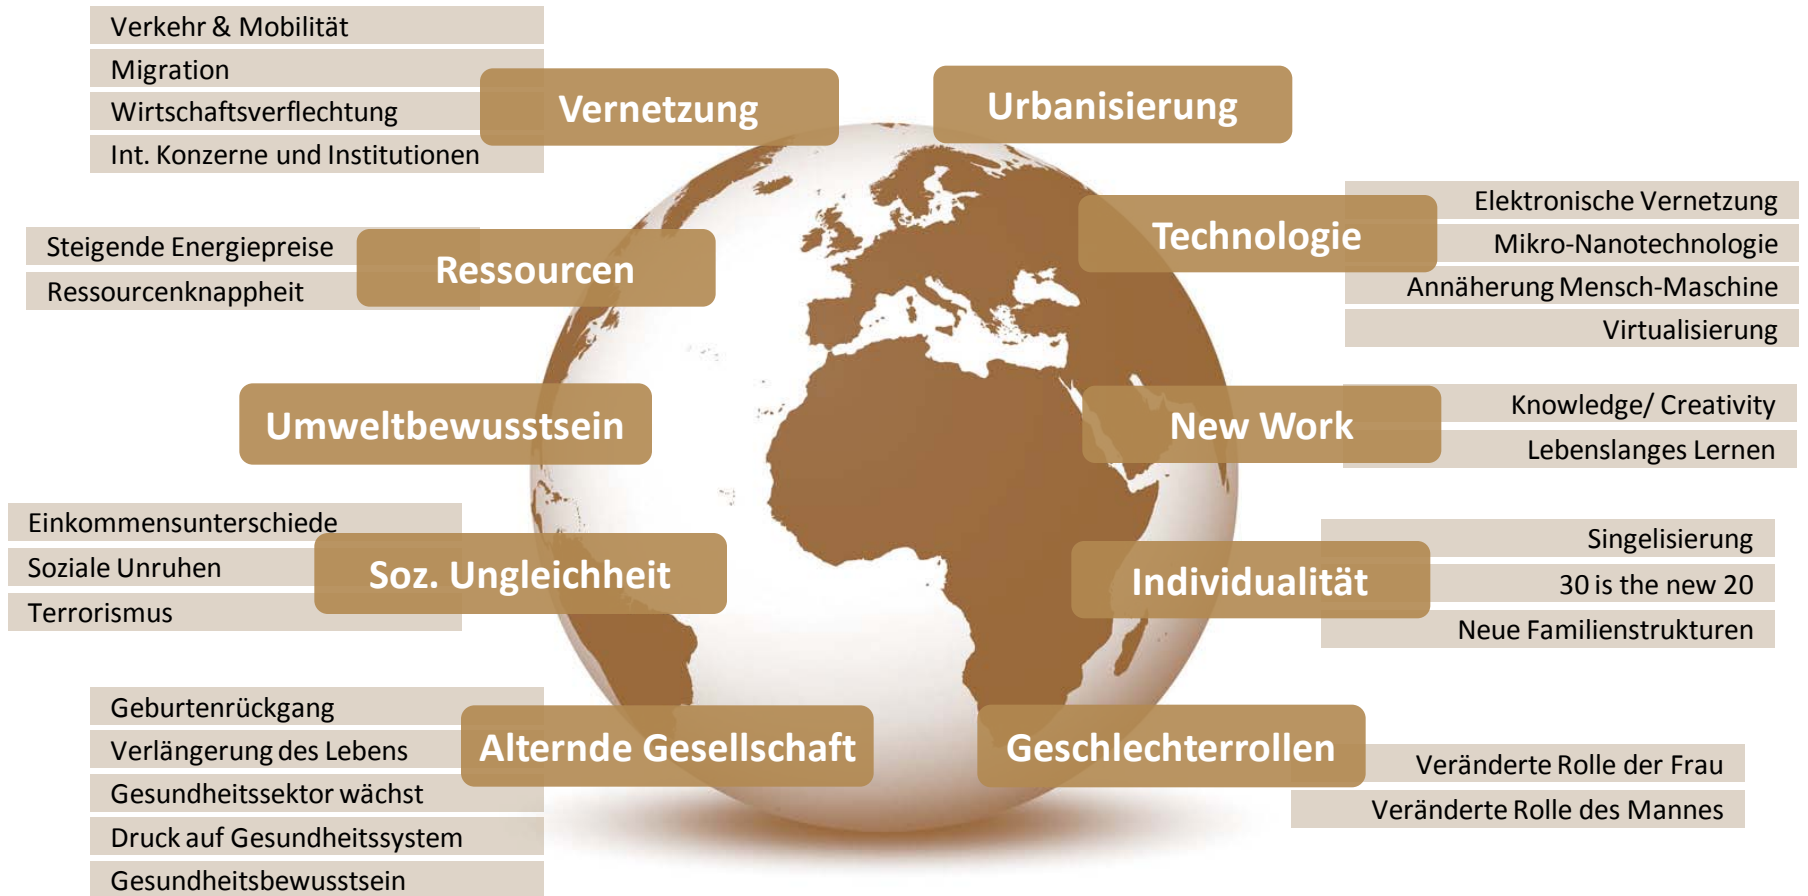 Verkehr & Mobilität
Migration
Wirtschaftsverflechtung
Int. Konzerne und Institutionen
Vernetzung
Urbanisierung
Steigende Energiepreise
Ressourcenknappheit
Ressourcen
Technologie
Elektronische Vernetzung
Mikro-Nanotechnologie
Annäherung Mensch-Maschine
Virtualisierung
Umweltbewusstsein
New Work
Knowledge/ Creativity
Lebenslanges Lernen
Einkommensunterschiede
Soziale Unruhen
Terrorismus
Soz. Ungleichheit
Individualität
Singelisierung
30 is the new 20
Neue Familienstrukturen
Geburtenrückgang
Verlängerung des Lebens
Gesundheitssektor wächst
Druck auf Gesundheitssystem
Gesundheitsbewusstsein
Alternde Gesellschaft
Geschlechterrollen
Veränderte Rolle der Frau
Veränderte Rolle des Mannes